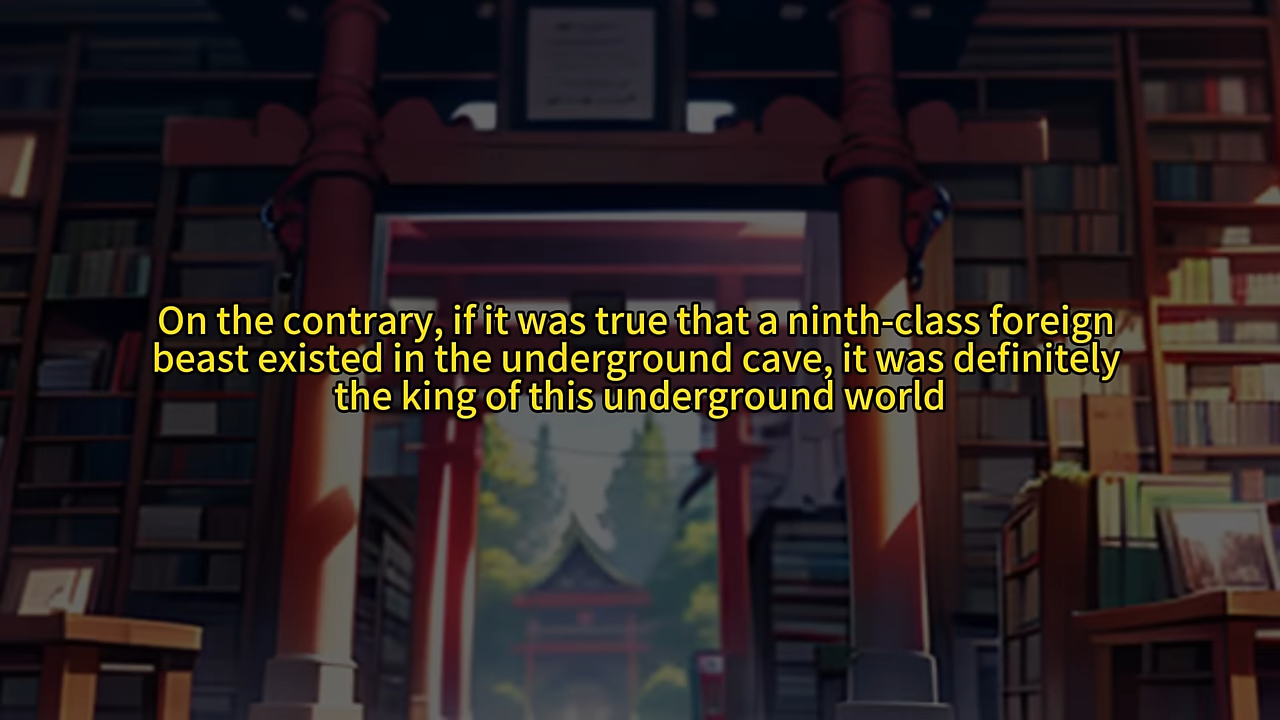 On the contrary, if it was true that a ninth-class foreign
beast existed in the underground cave, it was definitely
the king of this underground world